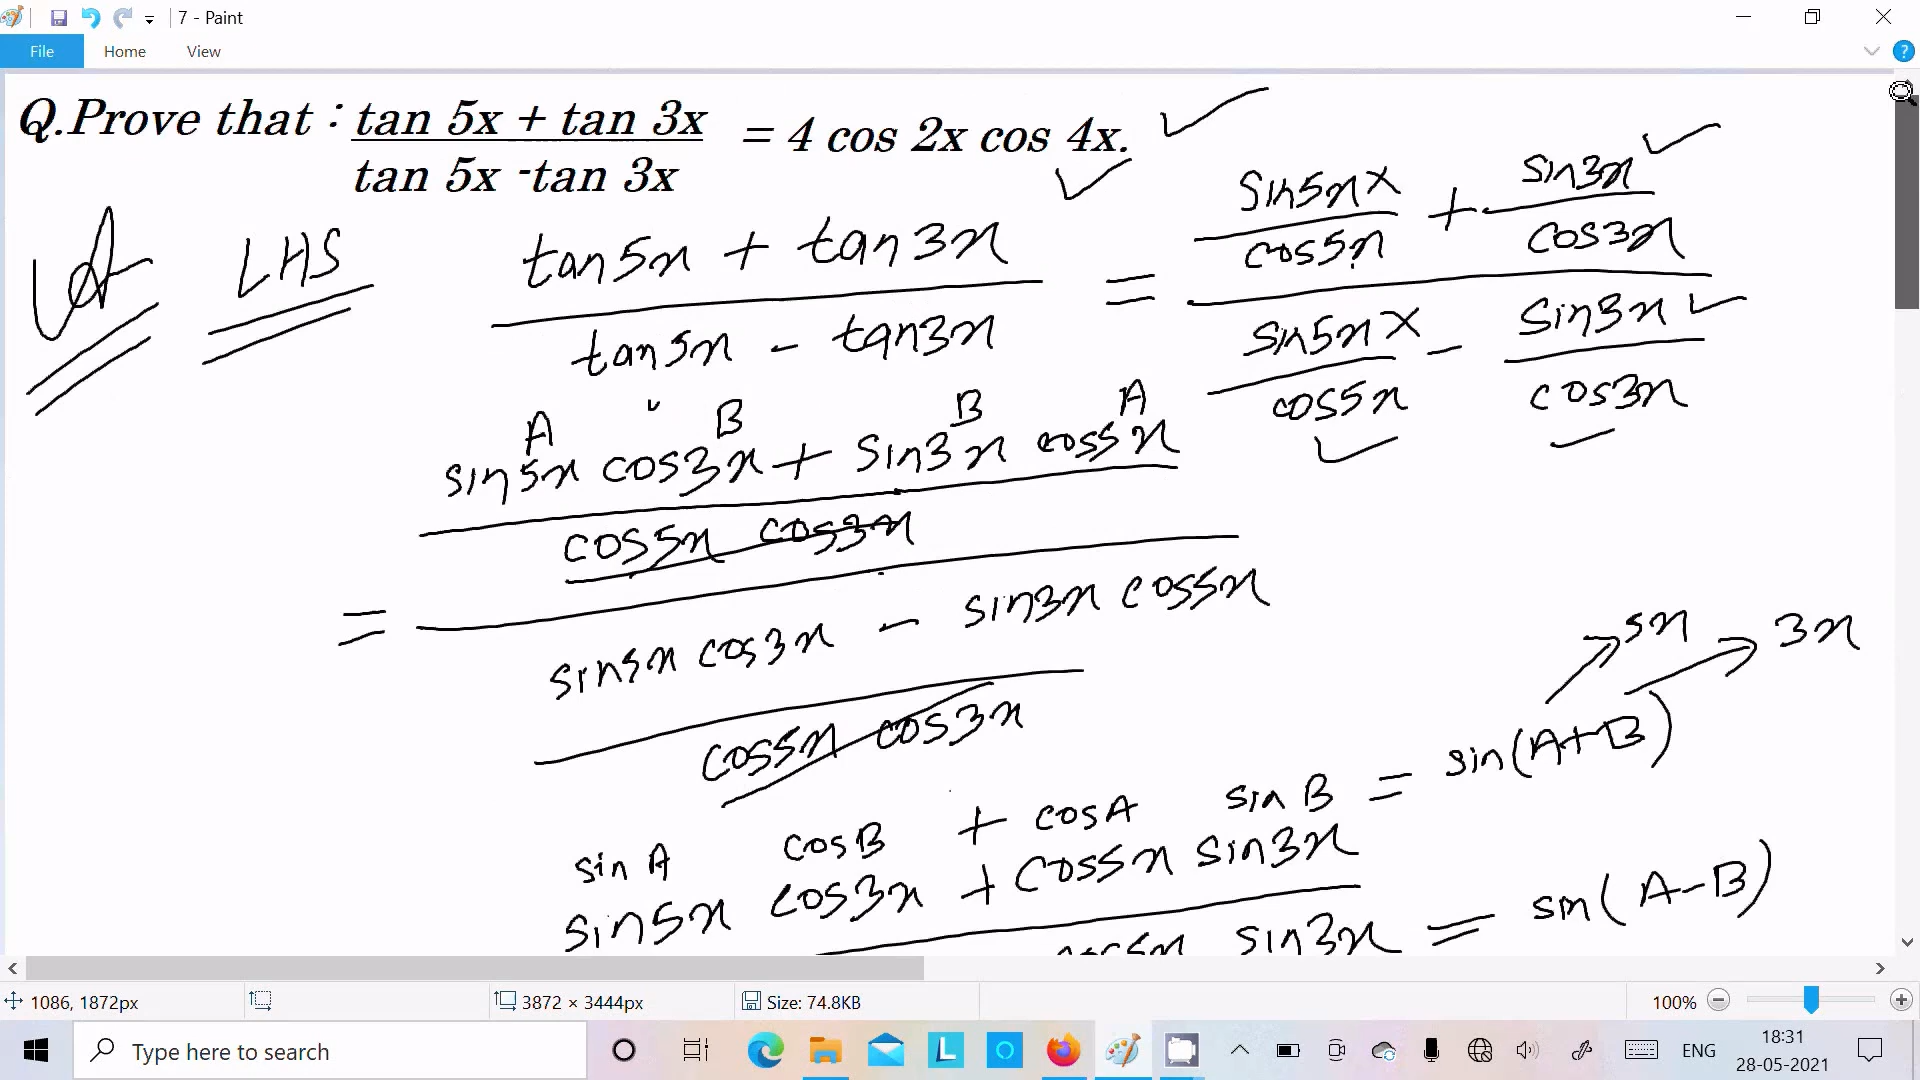 7 - Paint
File Home View
Q.Prove that : tan 5x + tan 3x = 4 cos 2x cos 4x.
tan 5x -tan 3x
LHS tan5x + tan3x = sin5x × + sin3x
tan5x - tan3x cos5x cos3x
sin5x × - sin3x
cos5x cos3x
A B B A
sin5x cos3x + sin3x cos5x
cos5x cos3x
=
sin5x cos3x - sin3x cos5x
cos5x cos3x
5x 3x
sin A cosB + cosA sin B = sin(A+B)
sin5x cos3x + cos5x sin3x
cos5x sin3x = sin(A-B)
1086, 1872px 3872 × 3444px Size: 74.8KB 100%
Type here to search
L
ENG
18:31
28-05-2021